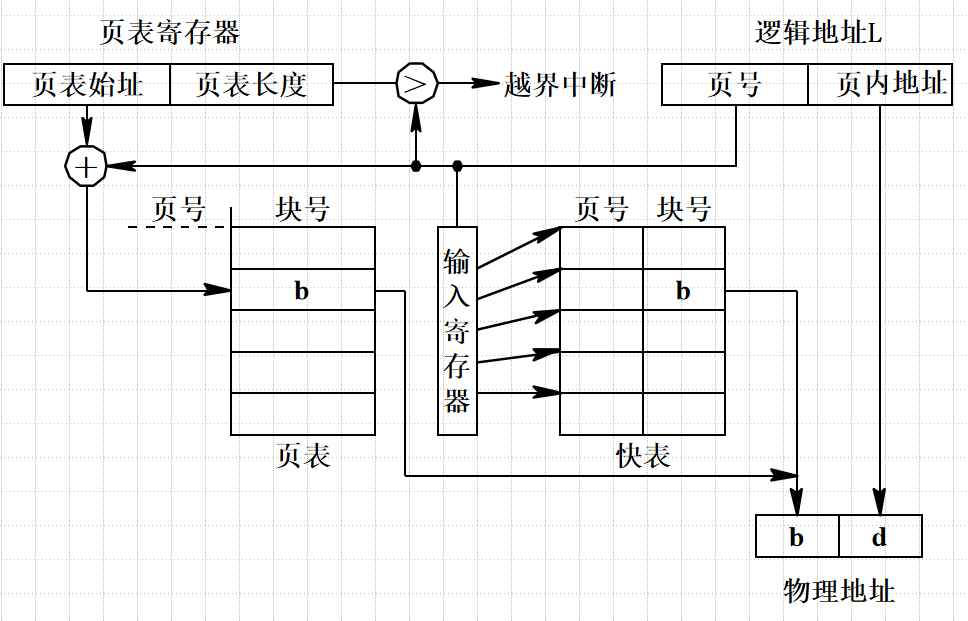 页表寄存器
逻辑地址L
页表始址 页表长度 > 越界中断 页号 页内地址
+
页号 块号 页号 块号
输入寄存器
b b
页表 快表
b d
物理地址